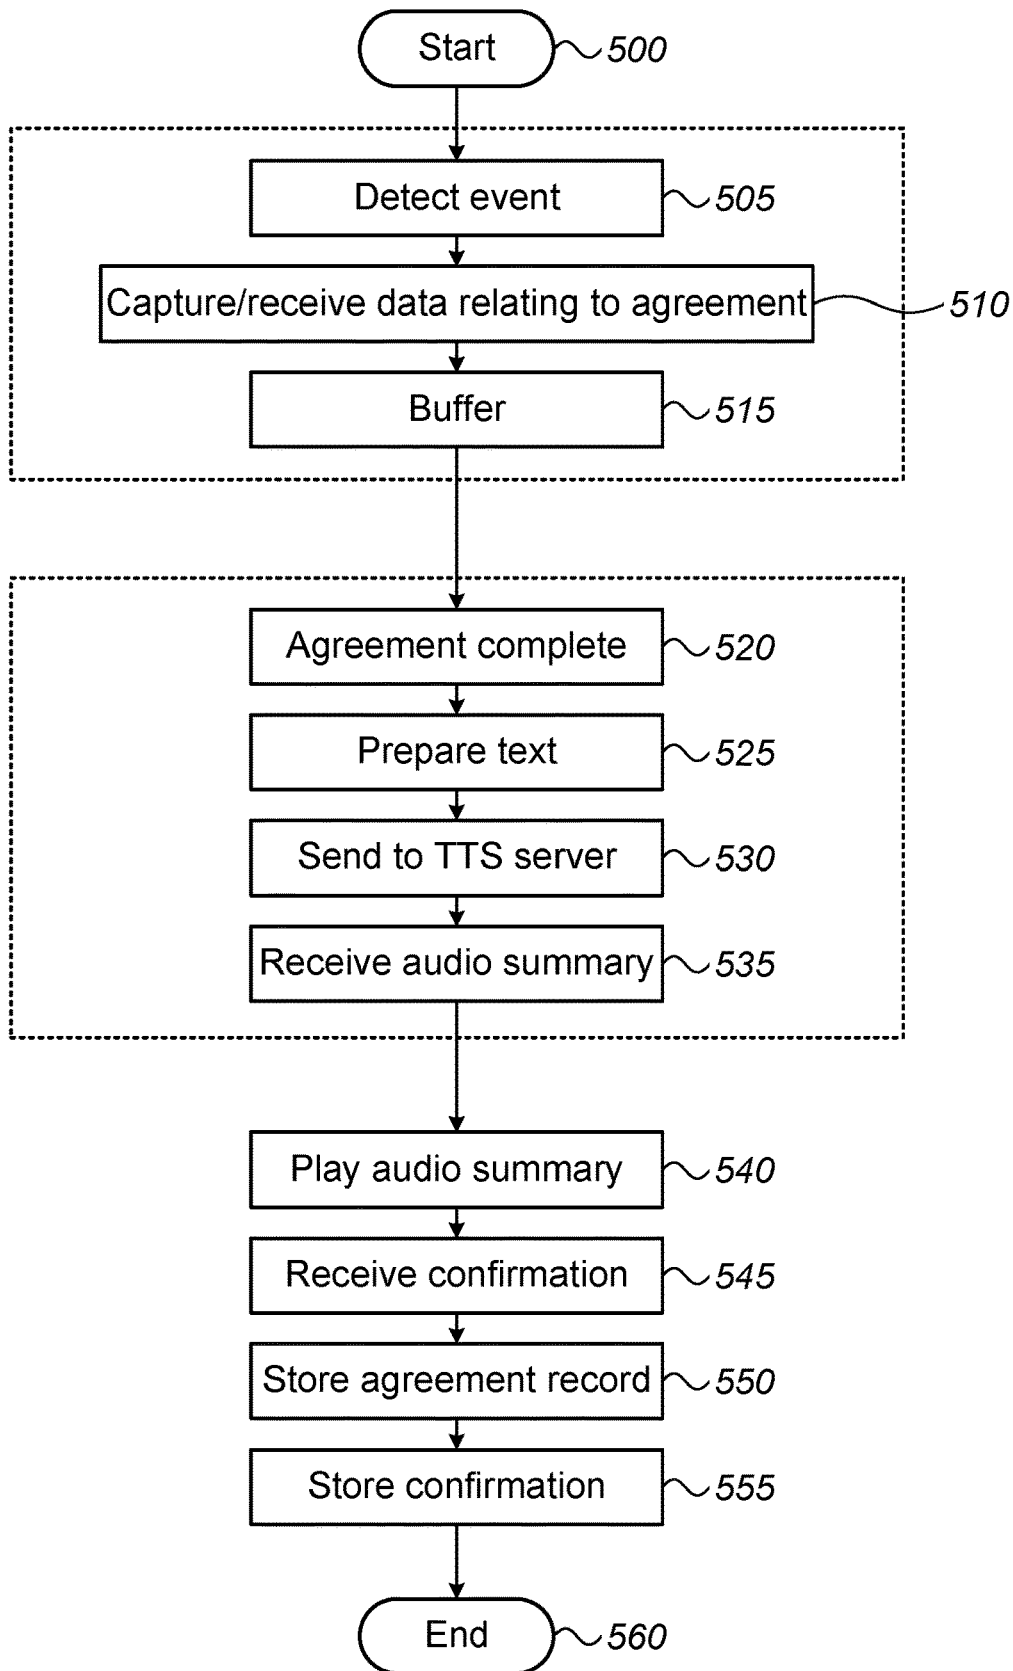 Start 500
Detect event 505
Capture/receive data relating to agreement 510
Buffer 515
Agreement complete 520
Prepare text 525
Send to TTS server 530
Receive audio summary 535
Play audio summary 540
Receive confirmation 545
Store agreement record 550
Store confirmation 555
End 560